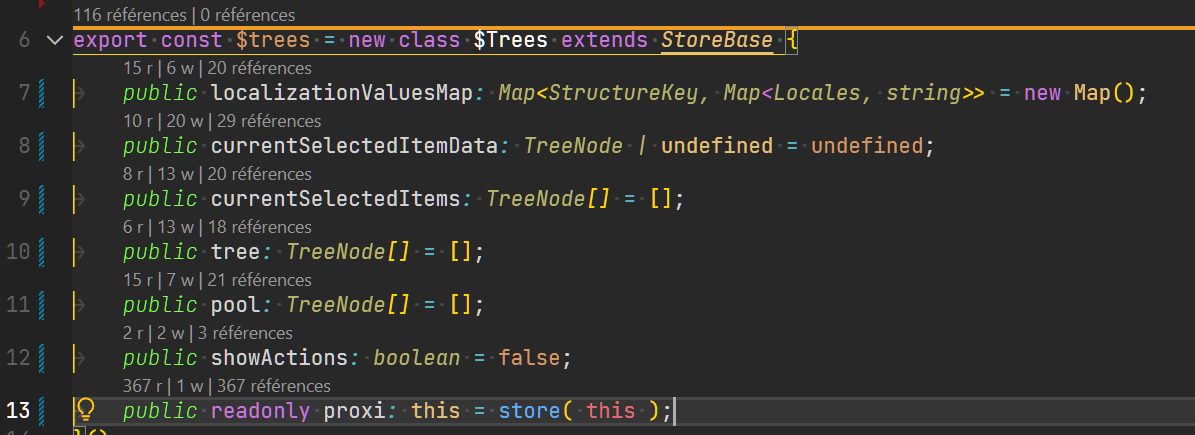 116 références | 0 références
6 export const $trees = new class $Trees extends StoreBase {
15 r | 6 w | 20 références
7 public localizationValuesMap: Map<StructureKey, Map<Locales, string>> = new Map();
10 r | 20 w | 29 références
8 public currentSelectedItemData: TreeNode | undefined = undefined;
8 r | 13 w | 20 références
9 public currentSelectedItems: TreeNode[] = [];
6 r | 13 w | 18 références
10 public tree: TreeNode[] = [];
15 r | 7 w | 21 références
11 public pool: TreeNode[] = [];
2 r | 2 w | 3 références
12 public showActions: boolean = false;
367 r | 1 w | 367 références
13 public readonly proxi: this = store( this );